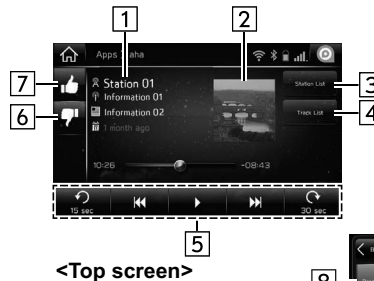 1
2
Apps aha
7
Station 01
Station List
3
Information 01
6
Information 02
Track List
4
1 month ago
10:26
-08:43
15 sec
30 sec
5
<Top screen>
8